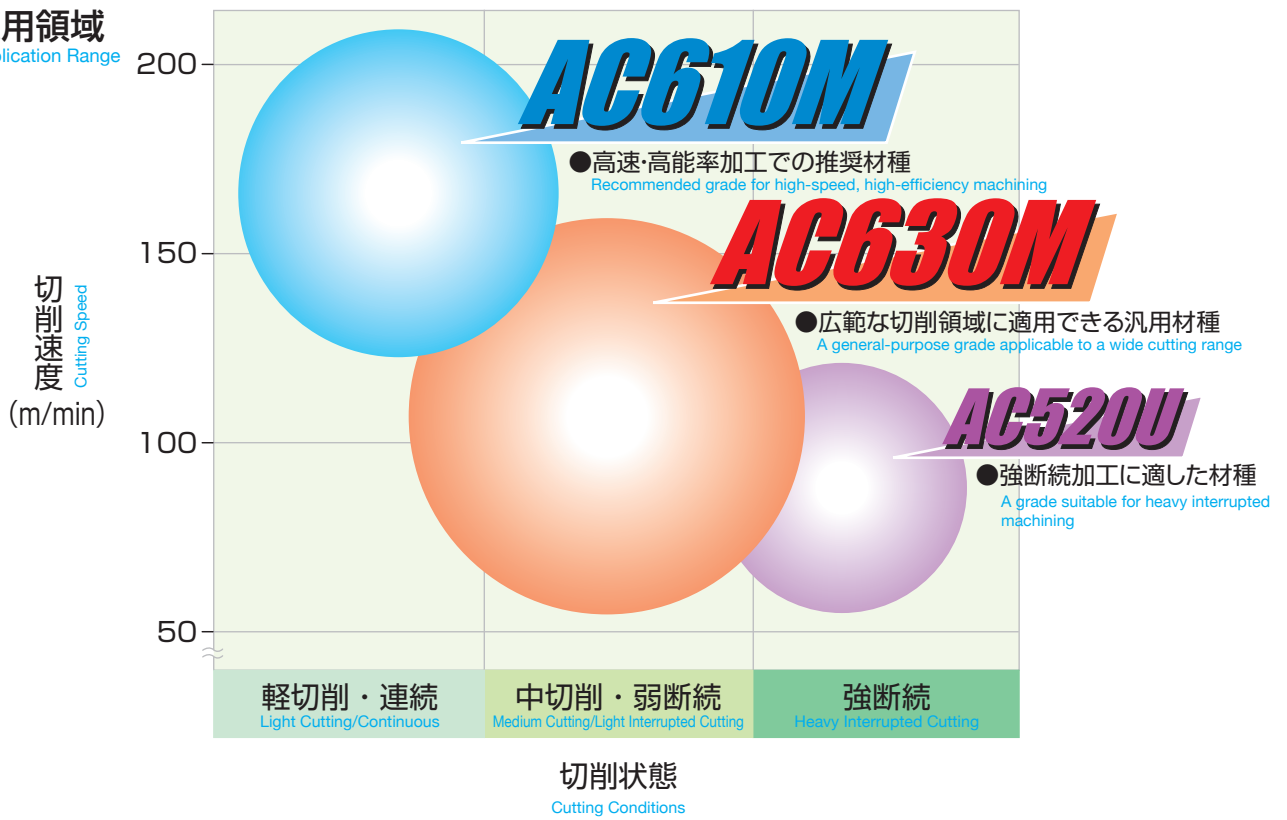 用領域
lication Range
200
AC610M
●高速・高能率加工での推奨材種
Recommended grade for high-speed, high-efficiency machining
AC630M
150
●広範な切削領域に適用できる汎用材種
A general-purpose grade applicable to a wide cutting range
切削速度
Cutting Speed
(m/min)
AC520U
100
●強断続加工に適した材種
A grade suitable for heavy interrupted
machining
50
軽切削・連続
Light Cutting/Continuous
中切削・弱断続
Medium Cutting/Light Interrupted Cutting
強断続
Heavy Interrupted Cutting
切削状態
Cutting Conditions